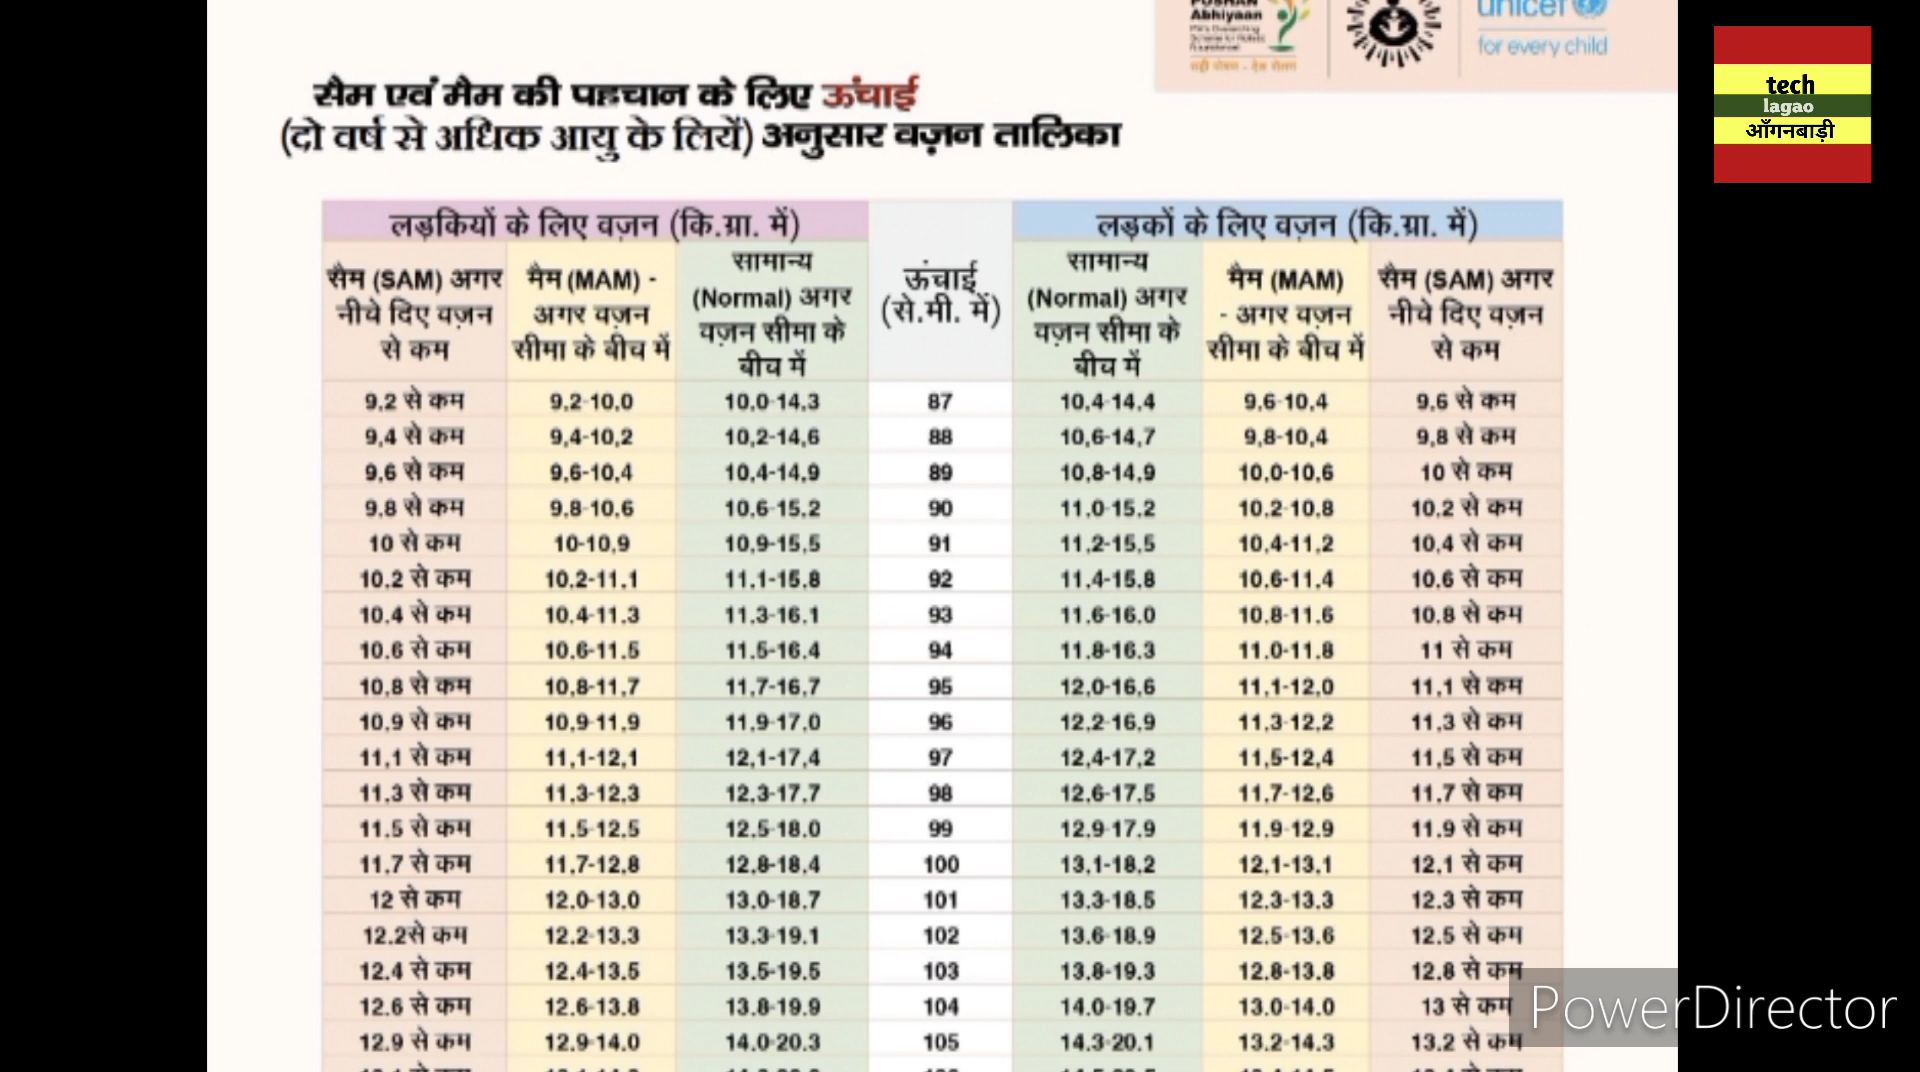 Abhiyaan
unicef
for every child
tech
lagao
आँगनबाड़ी
सैम एवं मैम की पहचान के लिए ऊंचाई
(दो वर्ष से अधिक आयु के लियें) अनुसार वज़न तालिका
लड़कियों के लिए वज़न (कि.ग्रा. में) लड़कों के लिए वज़न (कि.ग्रा. में)
सैम (SAM) अगर नीचे दिए वज़न से कम मैम (MAM) - अगर वज़न सीमा के बीच में सामान्य (Normal) अगर वज़न सीमा के बीच में ऊंचाई (से.मी. में) सामान्य (Normal) अगर वज़न सीमा के बीच में मैम (MAM) - अगर वज़न सीमा के बीच में सैम (SAM) अगर नीचे दिए वज़न से कम
9.2 से कम 9.2-10.0 10.0-14.3 87 10.4-14.4 9.6-10.4 9.6 से कम
9.4 से कम 9.4-10.2 10.2-14.6 88 10.6-14.7 9.8-10.4 9.8 से कम
9.6 से कम 9.6-10.4 10.4-14.9 89 10.8-14.9 10.0-10.6 10 से कम
9.8 से कम 9.8-10.6 10.6-15.2 90 11.0-15.2 10.2-10.8 10.2 से कम
10 से कम 10-10.9 10.9-15.5 91 11.2-15.5 10.4-11.2 10.4 से कम
10.2 से कम 10.2-11.1 11.1-15.8 92 11.4-15.8 10.6-11.4 10.6 से कम
10.4 से कम 10.4-11.3 11.3-16.1 93 11.6-16.0 10.8-11.6 10.8 से कम
10.6 से कम 10.6-11.5 11.5-16.4 94 11.8-16.3 11.0-11.8 11 से कम
10.8 से कम 10.8-11.7 11.7-16.7 95 12.0-16.6 11.1-12.0 11.1 से कम
10.9 से कम 10.9-11.9 11.9-17.0 96 12.2-16.9 11.3-12.2 11.3 से कम
11.1 से कम 11.1-12.1 12.1-17.4 97 12.4-17.2 11.5-12.4 11.5 से कम
11.3 से कम 11.3-12.3 12.3-17.7 98 12.6-17.5 11.7-12.6 11.7 से कम
11.5 से कम 11.5-12.5 12.5-18.0 99 12.9-17.9 11.9-12.9 11.9 से कम
11.7 से कम 11.7-12.8 12.8-18.4 100 13.1-18.2 12.1-13.1 12.1 से कम
12 से कम 12.0-13.0 13.0-18.7 101 13.3-18.5 12.3-13.3 12.3 से कम
12.2से कम 12.2-13.3 13.3-19.1 102 13.6-18.9 12.5-13.6 12.5 से कम
12.4 से कम 12.4-13.5 13.5-19.5 103 13.8-19.3 12.8-13.8 12.8 से कम
12.6 से कम 12.6-13.8 13.8-19.9 104 14.0-19.7 13.0-14.0 13 से कम
12.9 से कम 12.9-14.0 14.0-20.3 105 14.3-20.1 13.2-14.3 13.2 से कम
PowerDirector